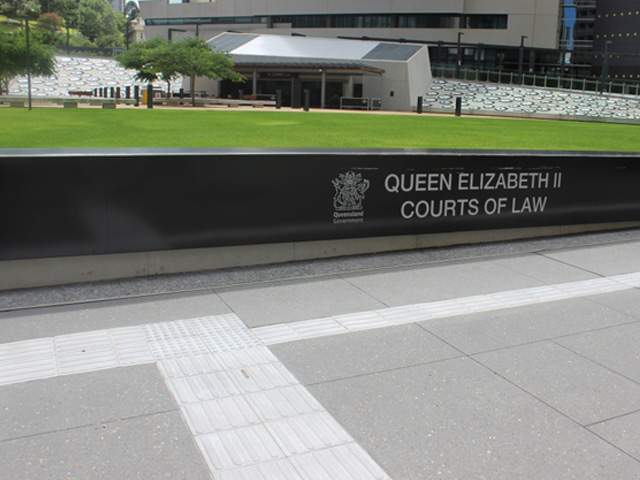 QUEEN ELIZABETH II
COURTS OF LAW
Queensland
Government